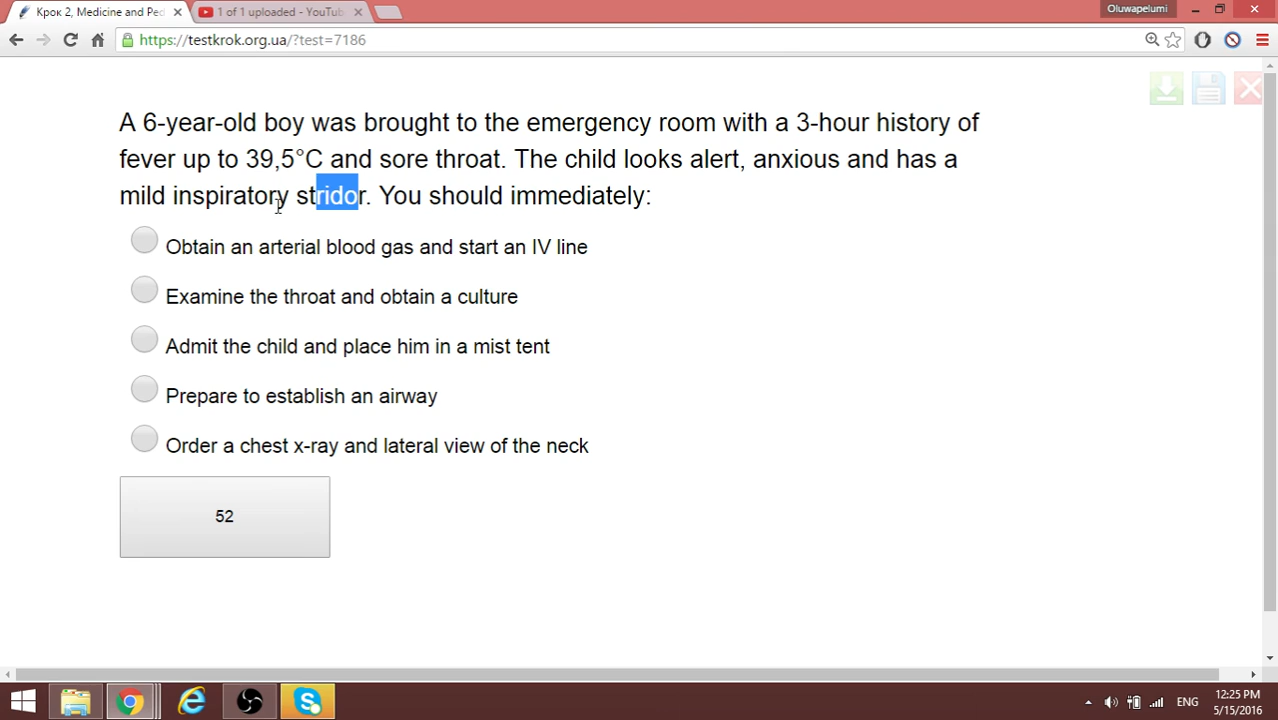 Крок 2, Medicine and Ped
1 of 1 uploaded - YouTub
Oluwapelumi
https://testkrok.org.ua/?test=7186
A 6-year-old boy was brought to the emergency room with a 3-hour history of
fever up to 39,5°C and sore throat. The child looks alert, anxious and has a
mild inspiratory stridor. You should immediately:
Obtain an arterial blood gas and start an IV line
Examine the throat and obtain a culture
Admit the child and place him in a mist tent
Prepare to establish an airway
Order a chest x-ray and lateral view of the neck
52
ENG
12:25 PM
5/15/2016